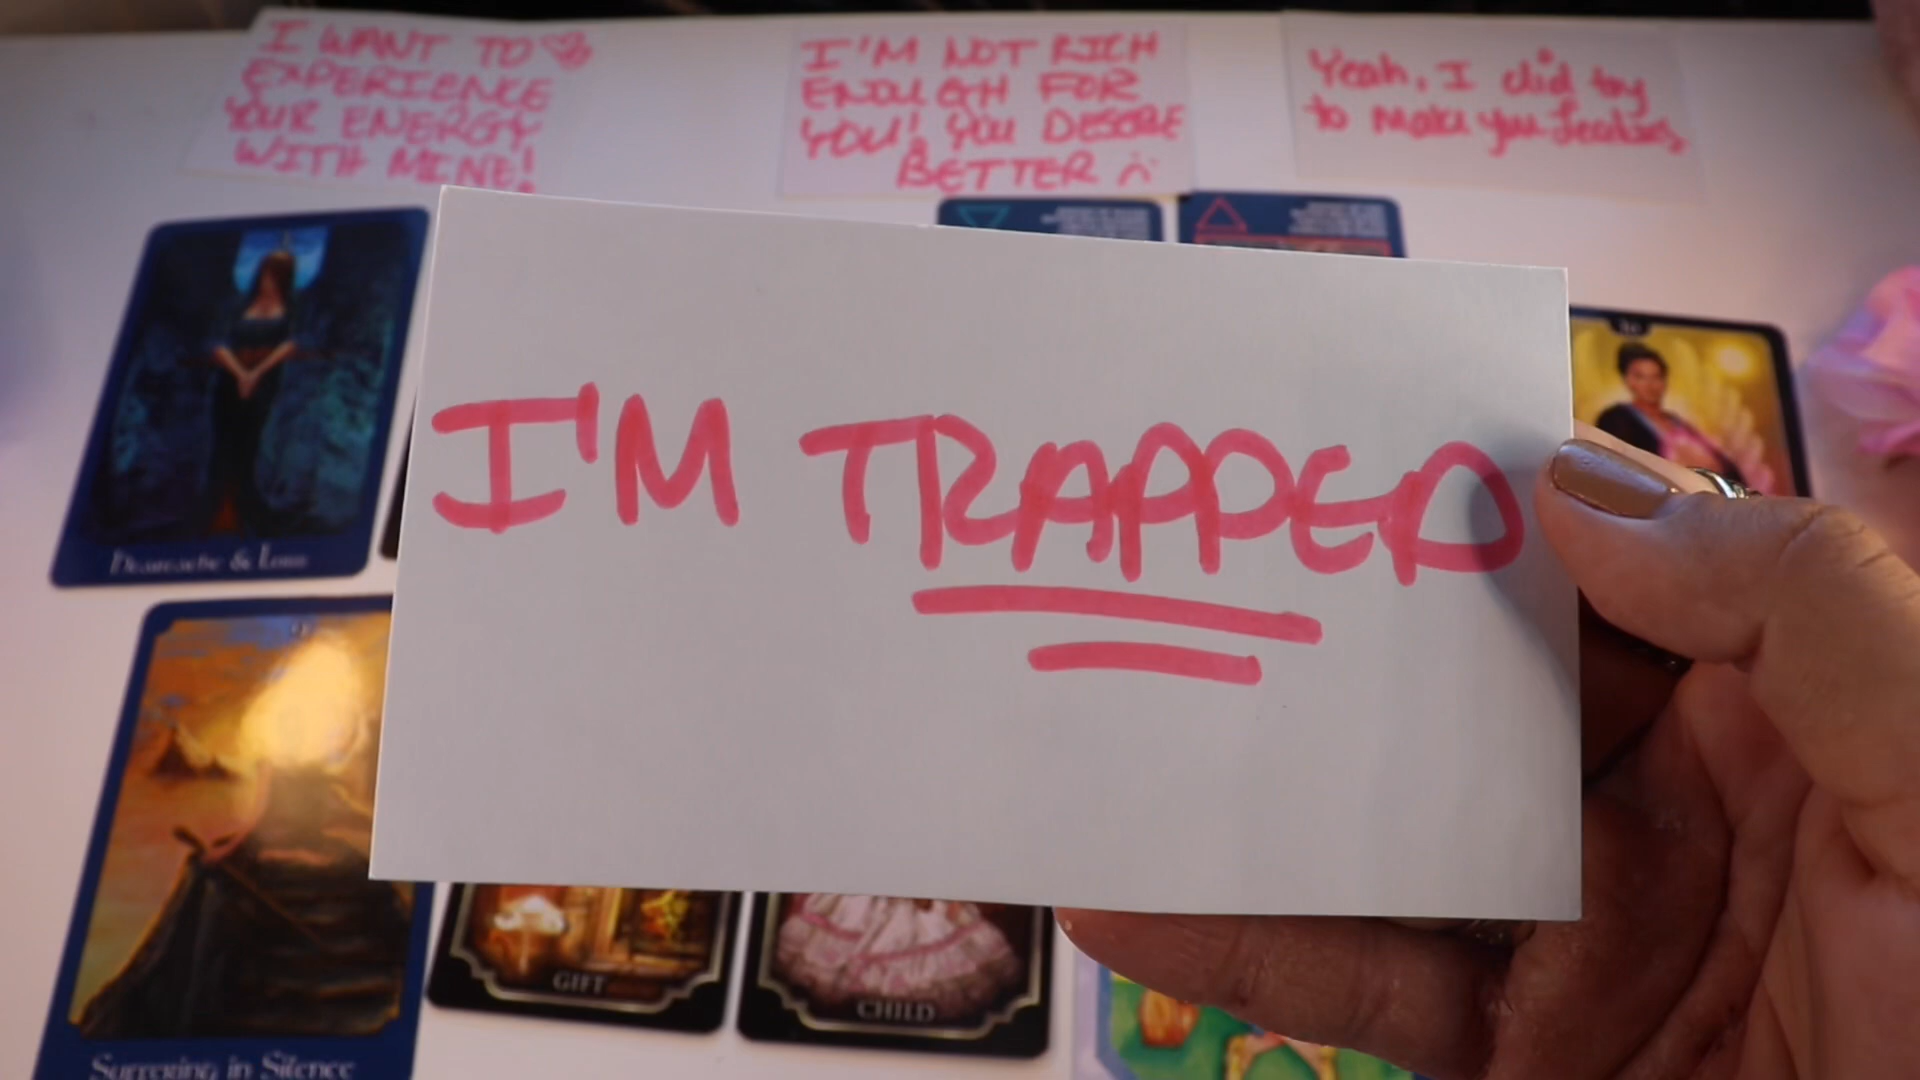 I WANT TO
EXPERIENCE
YOUR ENERGY
WITH MINE!
I'M NOT RICH
ENOUGH FOR
YOU! YOU DESERVE
BETTER
Yeah, I did try
to make you Jealous
Heartache & Loss
I'M TRAPPED
GIFT
CHILD
Suffering in Silence